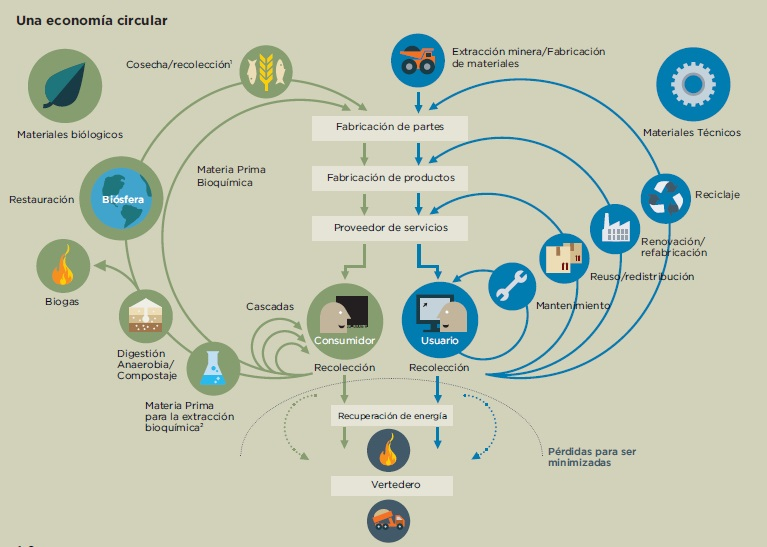 Una economía circular
Cosecha/recolección¹
Extracción minera/Fabricación
de materiales
Materiales biólogicos
Materiales Técnicos
Fabricación de partes
Materia Prima
Bioquímica
Fabricación de productos
Restauración
Biósfera
Reciclaje
Proveedor de servicios
Renovación/
refabricación
Reuso/redistribución
Biogas
Cascadas
Mantenimiento
Consumidor
Usuario
Digestión
Anaerobia/
Compostaje
Recolección
Recolección
Materia Prima
para la extracción
bioquímica²
Recuperación de energía
Pérdidas para ser
minimizadas
Vertedero